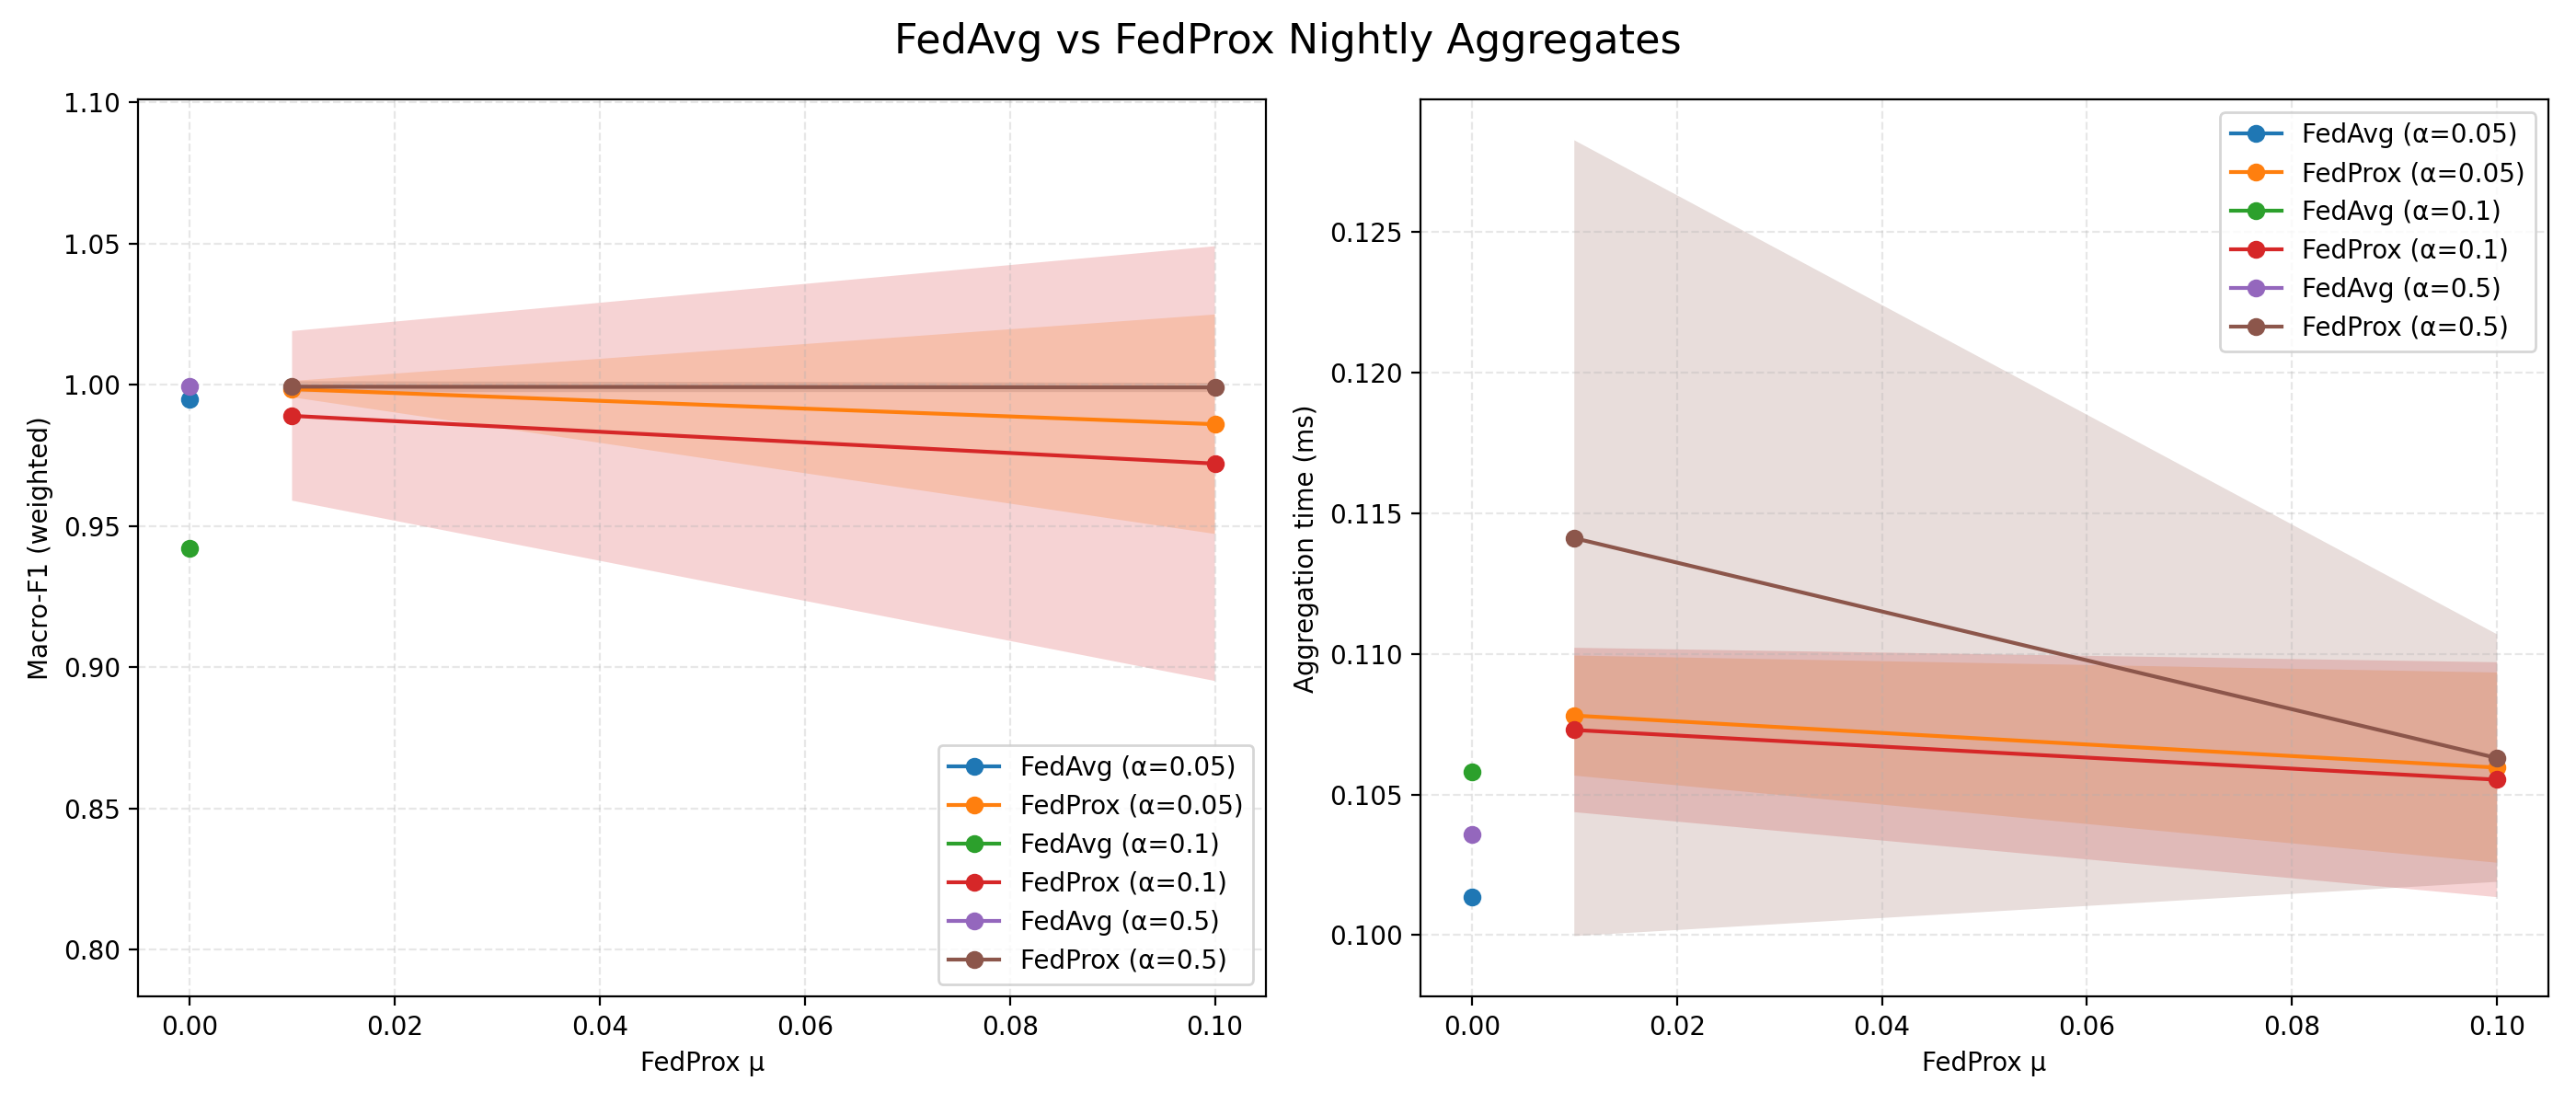 FedAvg vs FedProx Nightly Aggregates
Macro-F1 (weighted)
1.10
1.05
1.00
0.95
0.90
0.85
0.80
0.00 0.02 0.04 0.06 0.08 0.10
FedProx μ
FedAvg (α=0.05)
FedProx (α=0.05)
FedAvg (α=0.1)
FedProx (α=0.1)
FedAvg (α=0.5)
FedProx (α=0.5)
Aggregation time (ms)
0.125
0.120
0.115
0.110
0.105
0.100
0.00 0.02 0.04 0.06 0.08 0.10
FedProx μ
FedAvg (α=0.05)
FedProx (α=0.05)
FedAvg (α=0.1)
FedProx (α=0.1)
FedAvg (α=0.5)
FedProx (α=0.5)